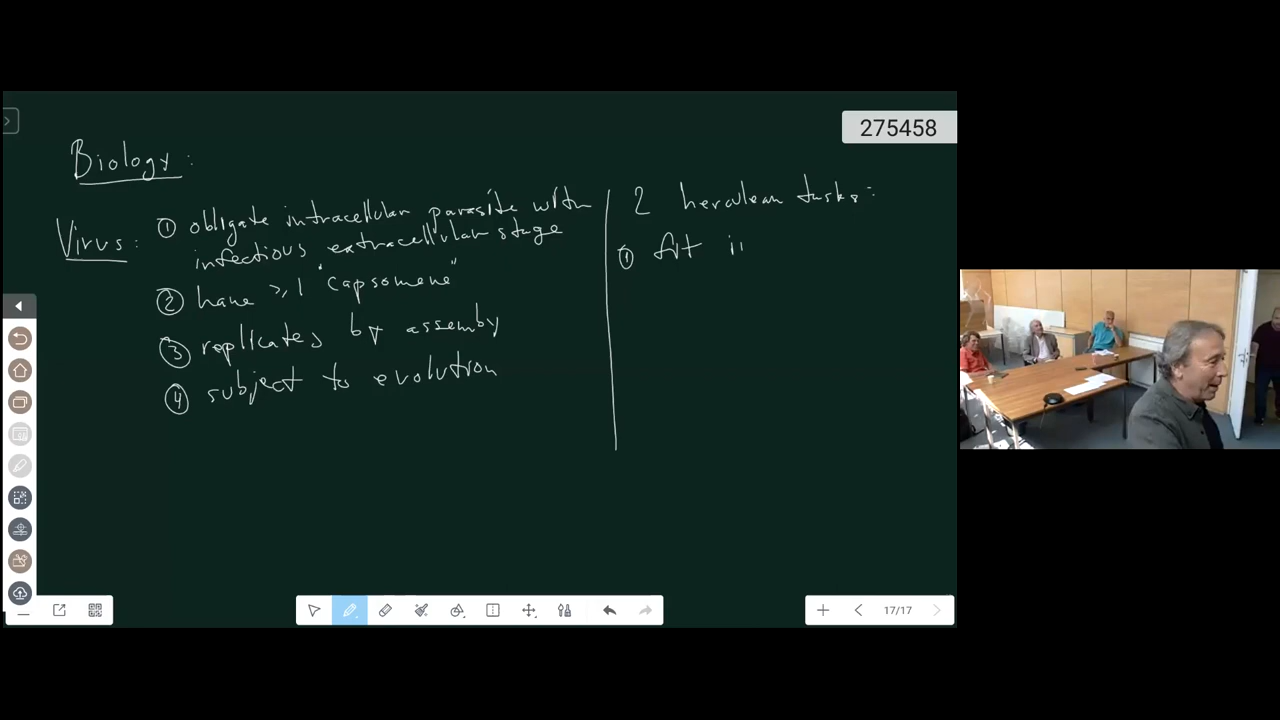 275458
Biology:
Virus: ① obligate intracellular parasite with
infectious extracellular stage
② have ≥ 1 "capsomere"
③ replicates by assembly
④ subject to evolution
2 herculean tasks:
① fit i
17/17